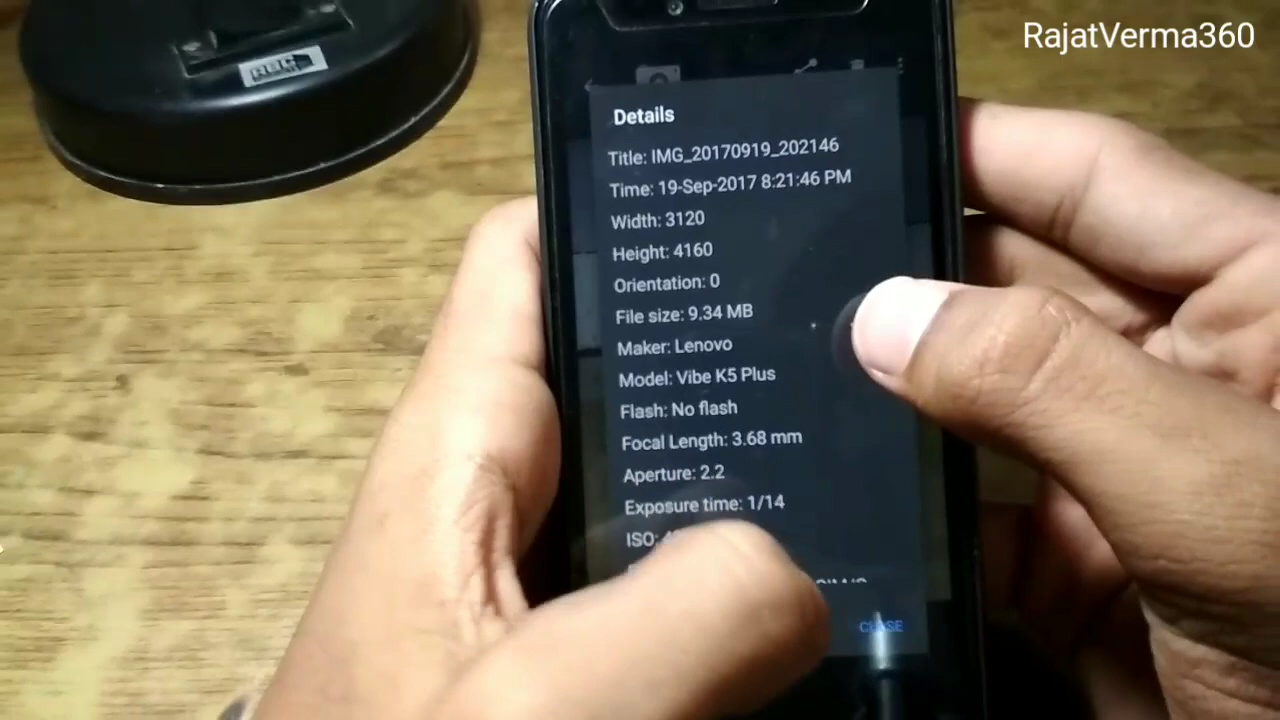 RajatVerma360
Details
Title: IMG_20170919_202146
Time: 19-Sep-2017 8:21:46 PM
Width: 3120
Height: 4160
Orientation: 0
File size: 9.34 MB
Maker: Lenovo
Model: Vibe K5 Plus
Flash: No flash
Focal Length: 3.68 mm
Aperture: 2.2
Exposure time: 1/14
ISO:
CLOSE